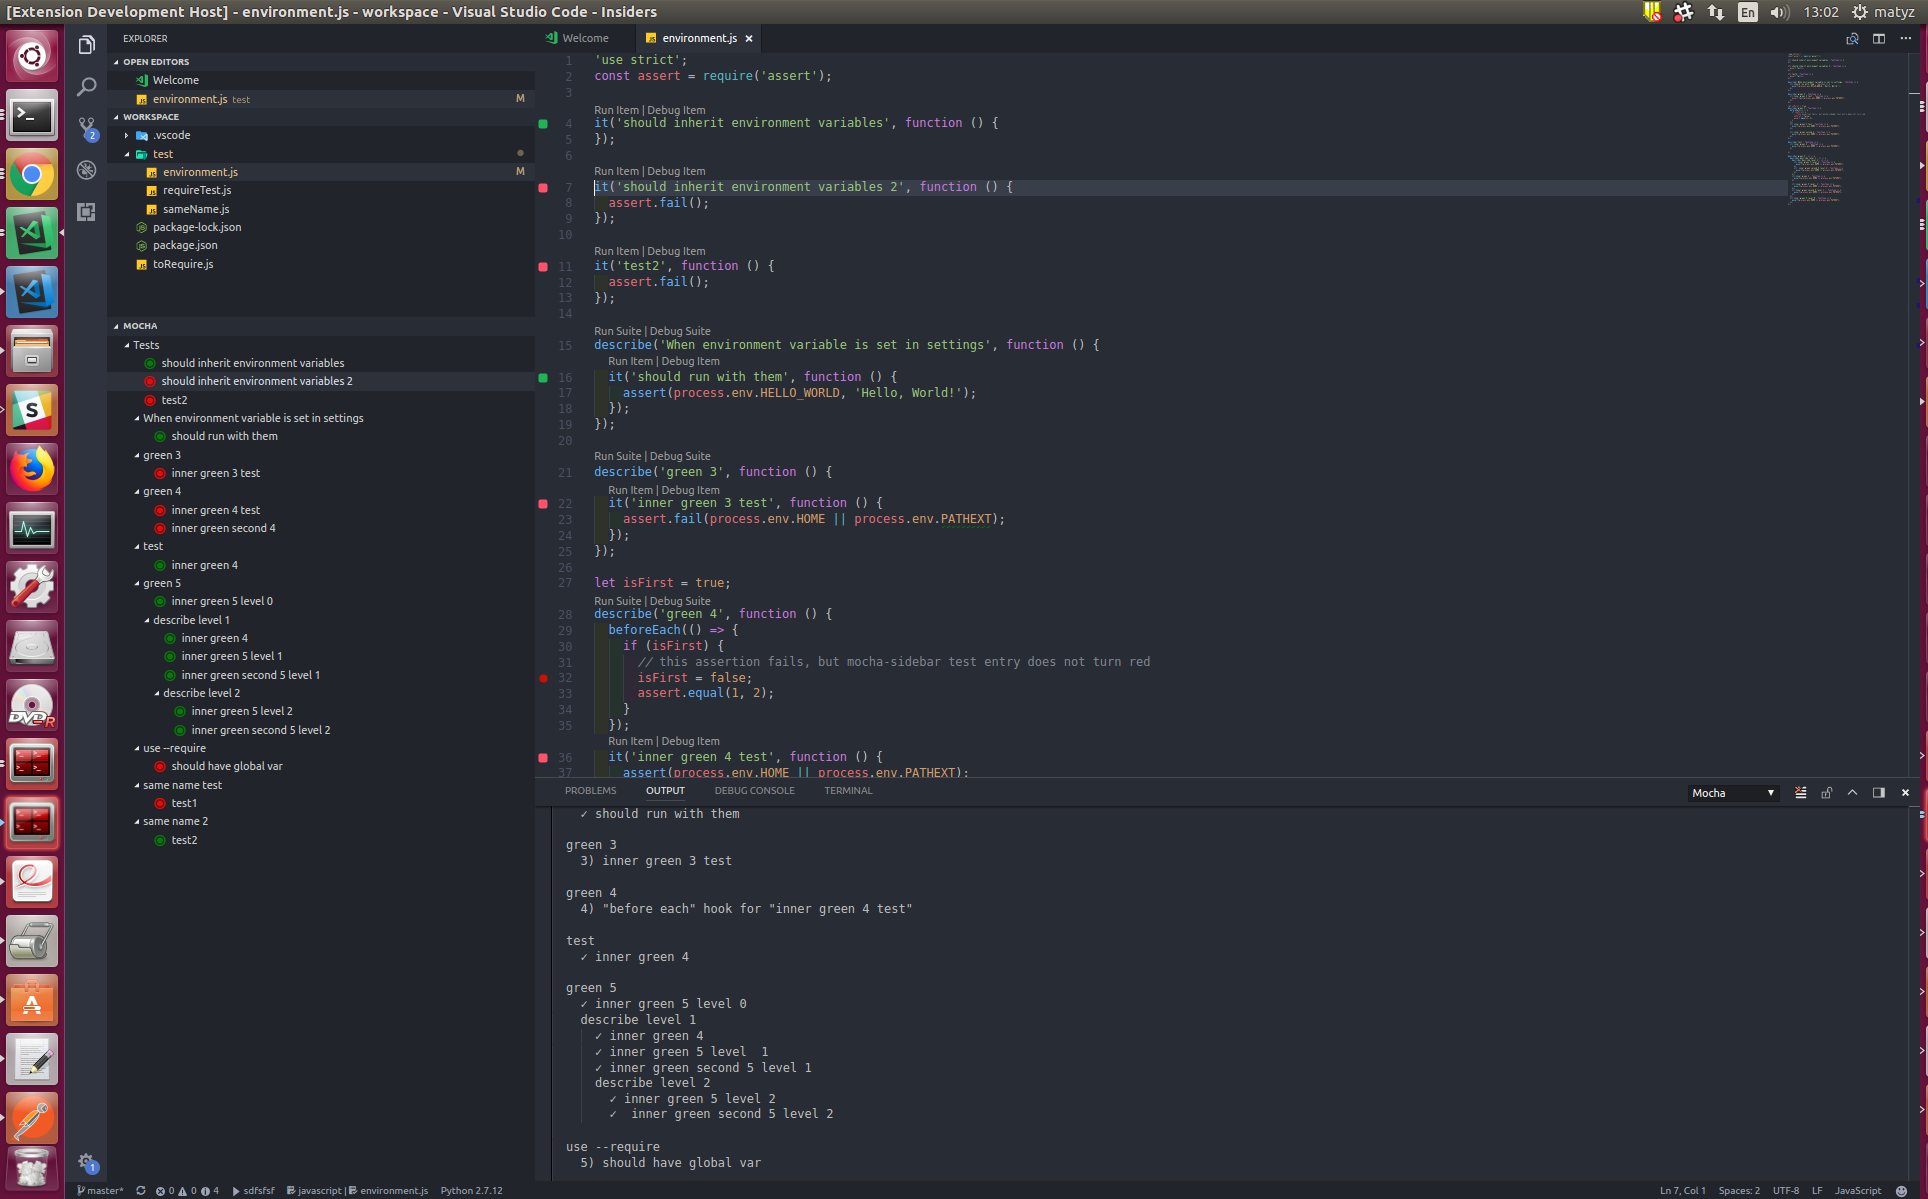 [Extension Development Host] - environment.js - workspace - Visual Studio Code - Insiders
En
13:02
matyz
EXPLORER
OPEN EDITORS
Welcome
environment.js test
M
WORKSPACE
.vscode
test
environment.js
M
requireTest.js
sameName.js
package-lock.json
package.json
toRequire.js
2
MOCHA
Tests
should inherit environment variables
should inherit environment variables 2
test2
When environment variable is set in settings
should run with them
green 3
inner green 3 test
green 4
inner green 4 test
inner green second 4
test
inner green 4
green 5
inner green 5 level 0
describe level 1
inner green 4
inner green 5 level 1
inner green second 5 level 1
describe level 2
inner green 5 level 2
inner green second 5 level 2
use --require
should have global var
same name test
test1
same name 2
test2
1
Welcome
environment.js
1 'use strict';
2 const assert = require('assert');
3
Run Item | Debug Item
4 it('should inherit environment variables', function () {
5 });
6
Run Item | Debug Item
7 it('should inherit environment variables 2', function () {
8 assert.fail();
9 });
10
Run Item | Debug Item
11 it('test2', function () {
12 assert.fail();
13 });
14
Run Suite | Debug Suite
15 describe('When environment variable is set in settings', function () {
Run Item | Debug Item
16 it('should run with them', function () {
17 assert(process.env.HELLO_WORLD, 'Hello, World!');
18 });
19 });
20
Run Suite | Debug Suite
21 describe('green 3', function () {
Run Item | Debug Item
22 it('inner green 3 test', function () {
23 assert.fail(process.env.HOME || process.env.PATHEXT);
24 });
25 });
26
27 let isFirst = true;
Run Suite | Debug Suite
28 describe('green 4', function () {
29 beforeEach(() => {
30 if (isFirst) {
31 // this assertion fails, but mocha-sidebar test entry does not turn red
32 isFirst = false;
33 assert.equal(1, 2);
34 }
35 });
Run Item | Debug Item
36 it('inner green 4 test', function () {
37 assert(process.env.HOME || process.env.PATHEXT);
PROBLEMS OUTPUT DEBUG CONSOLE TERMINAL
Mocha
✓ should run with them
green 3
3) inner green 3 test
green 4
4) "before each" hook for "inner green 4 test"
test
✓ inner green 4
green 5
✓ inner green 5 level 0
describe level 1
✓ inner green 4
✓ inner green 5 level  1
✓ inner green second 5 level 1
describe level 2
✓ inner green 5 level 2
✓  inner green second 5 level 2
use --require
5) should have global var
master* 0 0 4 sdfsfsf javascript | environment.js Python 2.7.12
Ln 7, Col 1 Spaces: 2 UTF-8 LF JavaScript